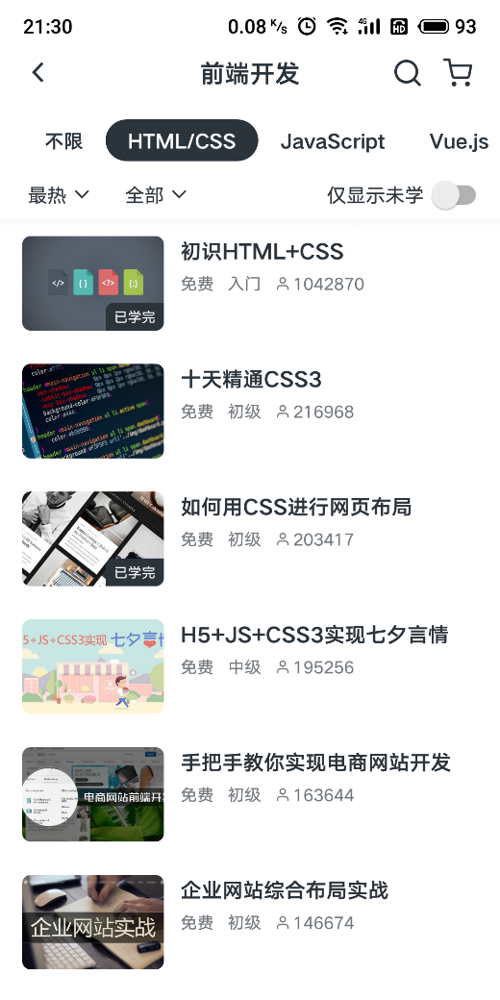 21:30
0.08 K/s 4G HD 93
前端开发
不限 HTML/CSS JavaScript Vue.js
最热 全部 仅显示未学
初识HTML+CSS
免费 入门 1042870
</> { } <?> {;}
已学完
十天精通CSS3
免费 初级 216968
如何用CSS进行网页布局
免费 初级 203417
已学完
H5+JS+CSS3实现七夕言情
免费 中级 195256
5+JS+CSS3实现 七夕言情
手把手教你实现电商网站开发
免费 初级 163644
电商网站前端开发
企业网站综合布局实战
免费 初级 146674
企业网站实战